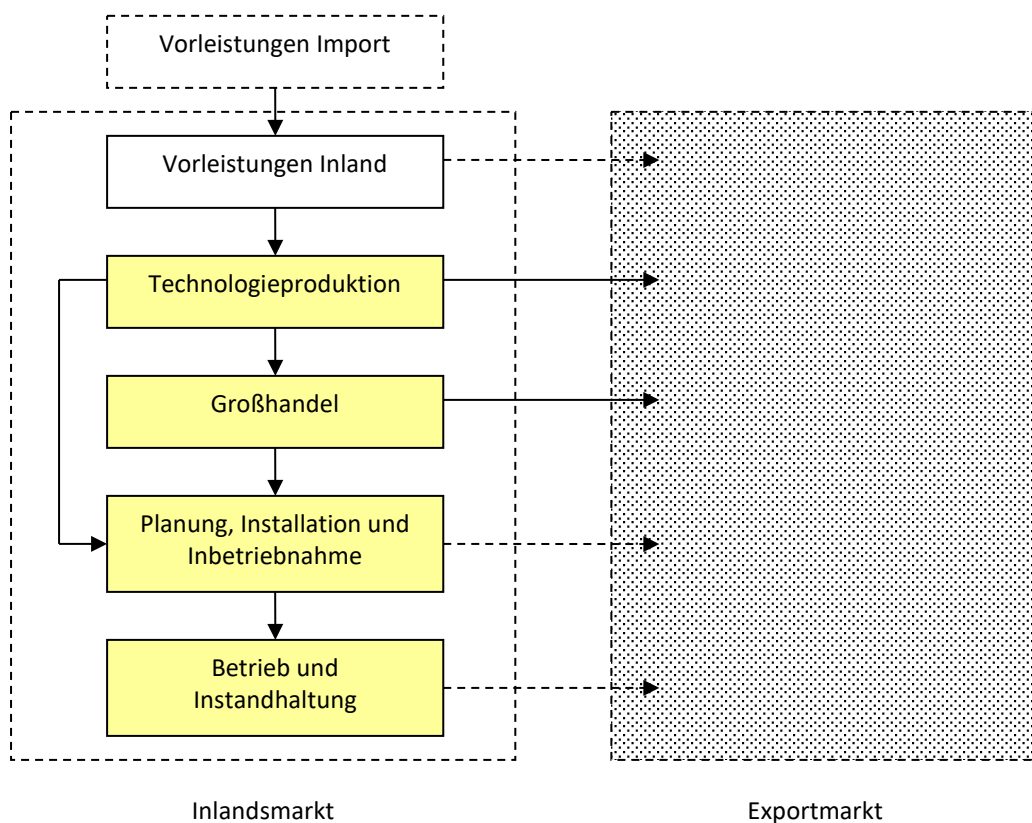 Vorleistungen Import
Vorleistungen Inland
Technologieproduktion
Großhandel
Planung, Installation und
Inbetriebnahme
Betrieb und
Instandhaltung
Inlandsmarkt
Exportmarkt